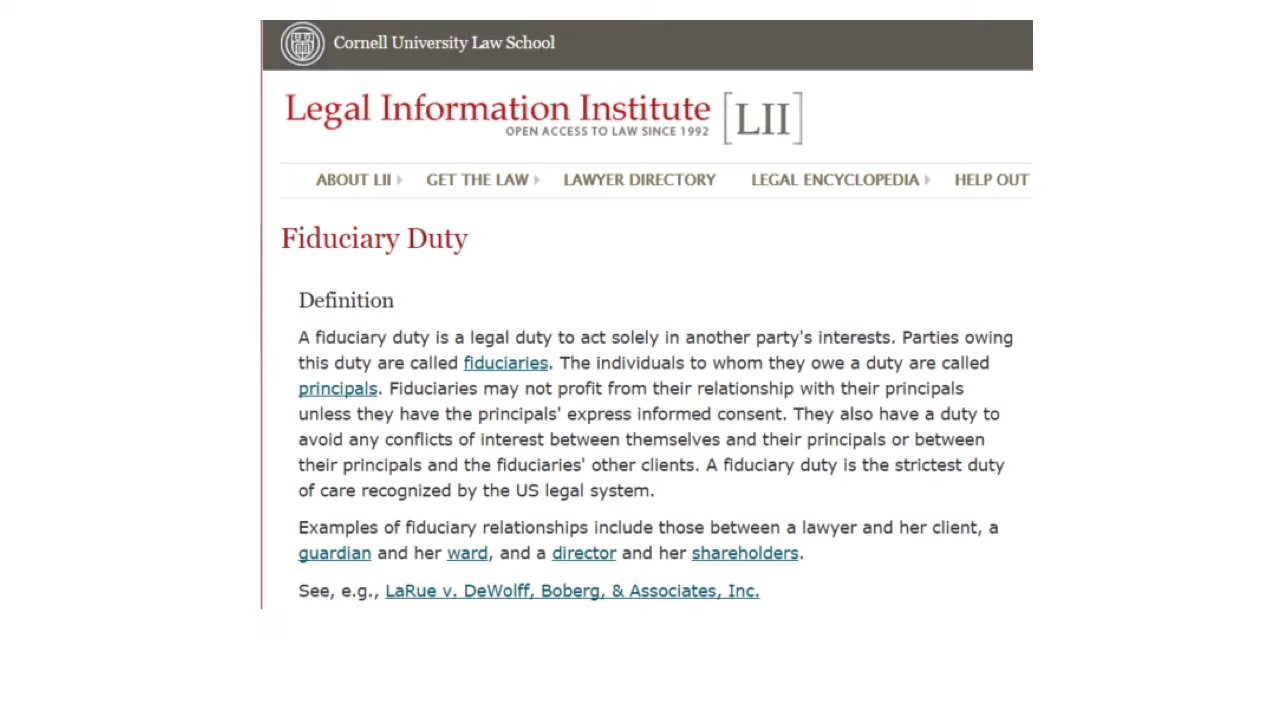 Cornell University Law School
Legal Information Institute [LII]
OPEN ACCESS TO LAW SINCE 1992
ABOUT LII GET THE LAW LAWYER DIRECTORY LEGAL ENCYCLOPEDIA HELP OUT
Fiduciary Duty
Definition
A fiduciary duty is a legal duty to act solely in another party's interests. Parties owing
this duty are called fiduciaries. The individuals to whom they owe a duty are called
principals. Fiduciaries may not profit from their relationship with their principals
unless they have the principals' express informed consent. They also have a duty to
avoid any conflicts of interest between themselves and their principals or between
their principals and the fiduciaries' other clients. A fiduciary duty is the strictest duty
of care recognized by the US legal system.
Examples of fiduciary relationships include those between a lawyer and her client, a
guardian and her ward, and a director and her shareholders.
See, e.g., LaRue v. DeWolff, Boberg, & Associates, Inc.